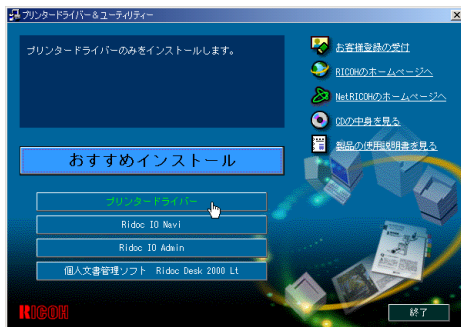 プリンタードライバー＆ユーティリティー
プリンタードライバーのみをインストールします。
お客様登録の受付
RICOHのホームページへ
NetRICOHのホームページへ
CDの中身を見る
製品の使用説明書を見る
おすすめインストール
プリンタードライバー
Ridoc IO Navi
Ridoc IO Admin
個人文書管理ソフト Ridoc Desk 2000 Lt
RICOH
終了